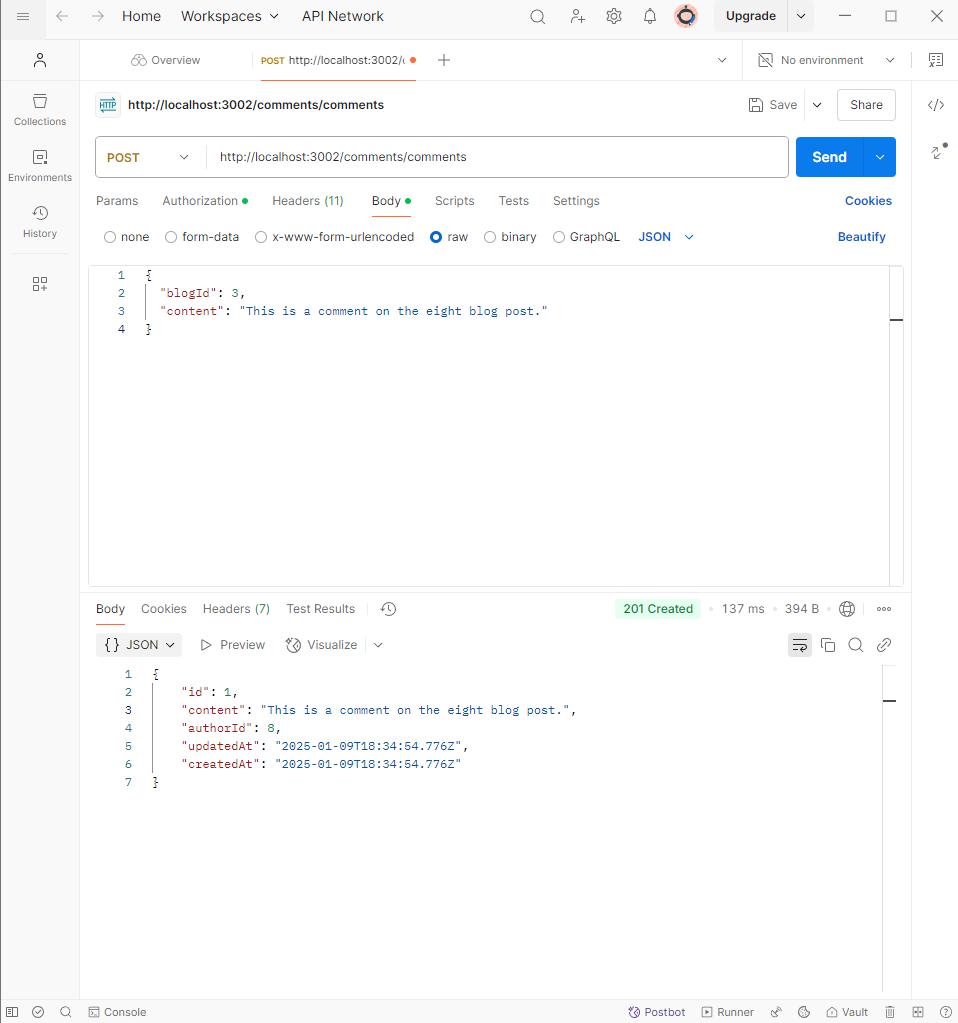 Home Workspaces API Network Upgrade
Overview POST http://localhost:3002/c No environment
HTTP http://localhost:3002/comments/comments Save Share
Collections
POST http://localhost:3002/comments/comments Send
Environments
Params Authorization Headers (11) Body Scripts Tests Settings Cookies
History
none form-data x-www-form-urlencoded raw binary GraphQL JSON Beautify
1 {
2 "blogId": 3,
3 "content": "This is a comment on the eight blog post."
4 }
Body Cookies Headers (7) Test Results 201 Created 137 ms 394 B
{} JSON Preview Visualize
1 {
2 "id": 1,
3 "content": "This is a comment on the eight blog post.",
4 "authorId": 8,
5 "updatedAt": "2025-01-09T18:34:54.776Z",
6 "createdAt": "2025-01-09T18:34:54.776Z"
7 }
Console Postbot Runner Vault